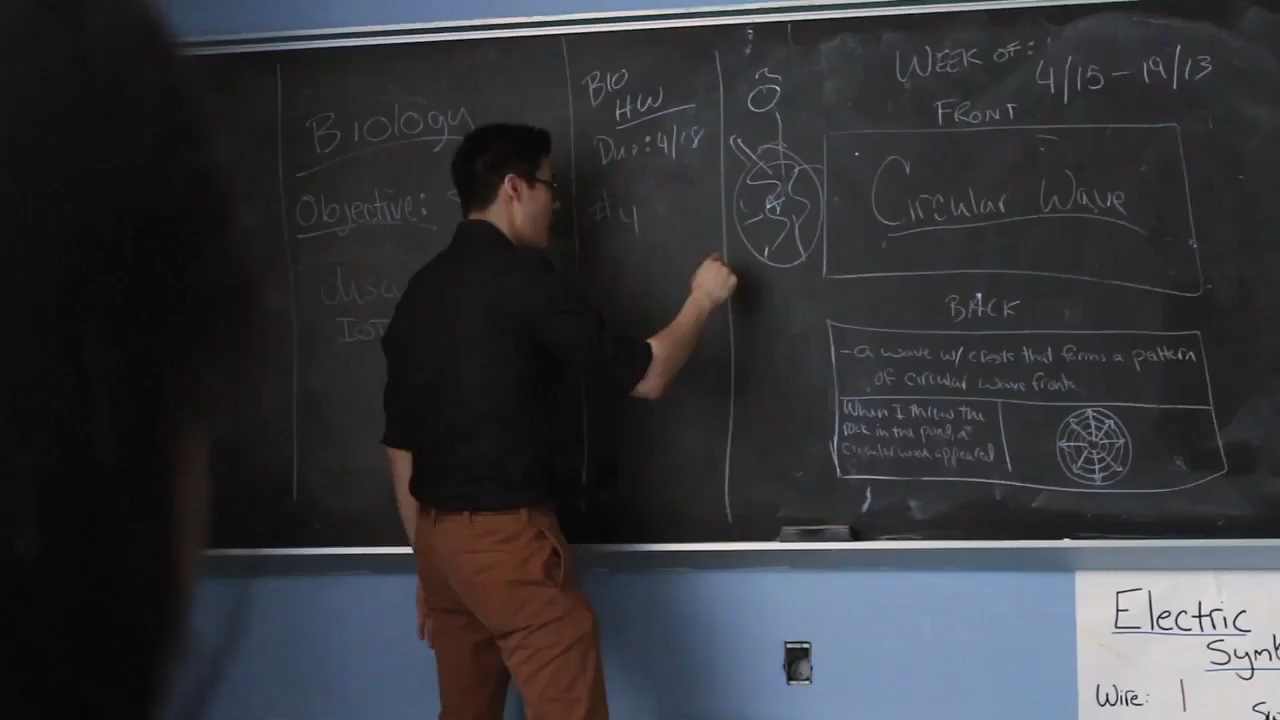 Biology
Objective:
BIO
HW
Due: 4/18
#4
WEEK OF:
4/15 - 19/13
FRONT
Circular Wave
BACK
- a wave w/ crests that forms a pattern
of circular wave fronts
When I threw the
rock in the pond, a
circular wave appeared
Electric
Symb
Wire: